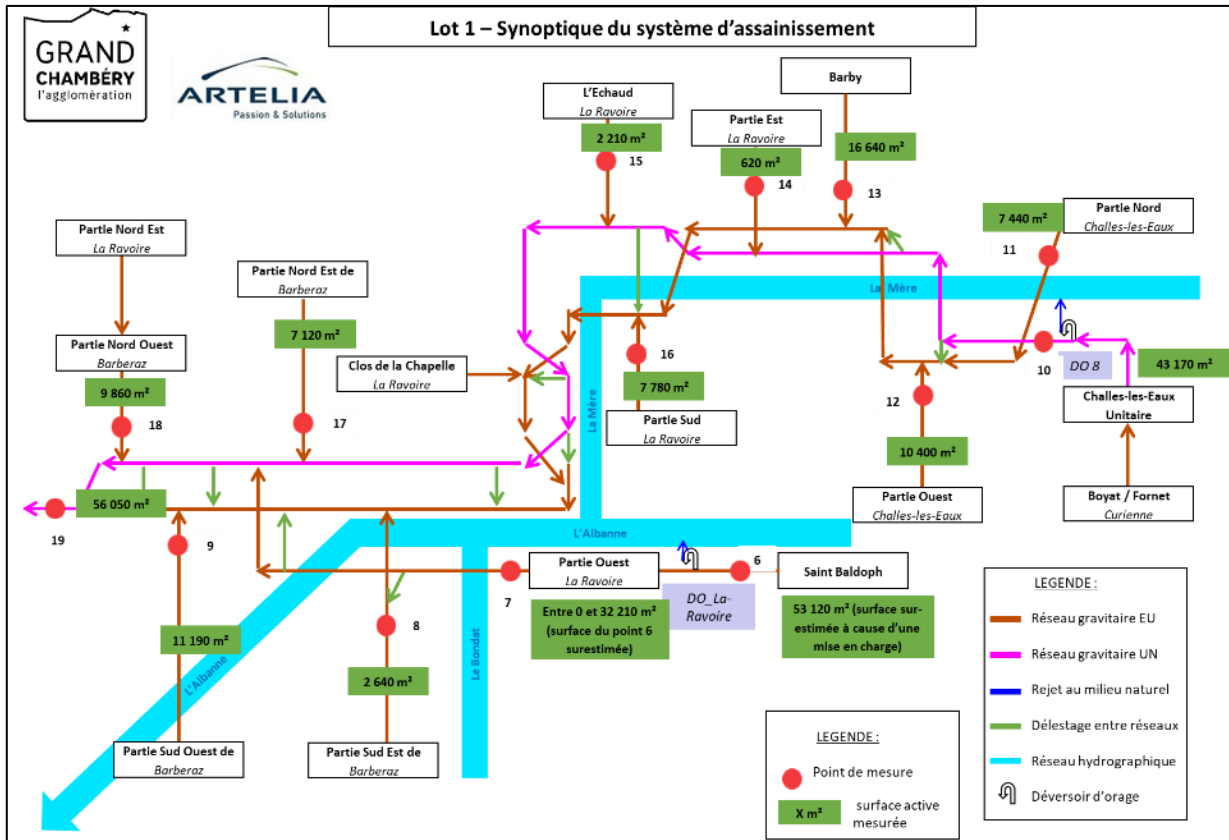 Lot 1 – Synoptique du système d'assainissement
GRAND
CHAMBÉRY
l'agglomération
ARTELIA
Passion & Solutions
L'Echaud
La Ravoire
2 210 m²
15
Partie Est
La Ravoire
620 m²
14
Barby
16 640 m²
13
7 440 m²
Partie Nord
Challes-les-Eaux
11
Partie Nord Est
La Ravoire
Partie Nord Est de
Barberaz
7 120 m²
17
La Mère
Partie Nord Ouest
Barberaz
9 860 m²
18
Clos de la Chapelle
La Ravoire
16
7 780 m²
Partie Sud
La Ravoire
La Mère
10
DO 8
43 170 m²
Challes-les-Eaux
Unitaire
12
10 400 m²
Partie Ouest
Challes-les-Eaux
Boyat / Fornet
Curienne
56 050 m²
19
9
L'Albanne
7
Partie Ouest
La Ravoire
6
Saint Baldoph
DO_La-
Ravoire
Entre 0 et 32 210 m²
(surface du point 6
surestimée)
53 120 m² (surface sur-
estimée à cause d'une
mise en charge)
11 190 m²
8
2 640 m²
L'Albanne
Le Bondat
Partie Sud Ouest de
Barberaz
Partie Sud Est de
Barberaz
LEGENDE :
Point de mesure
X m²
surface active
mesurée
LEGENDE :
Réseau gravitaire EU
Réseau gravitaire UN
Rejet au milieu naturel
Délestage entre réseaux
Réseau hydrographique
Déversoir d'orage